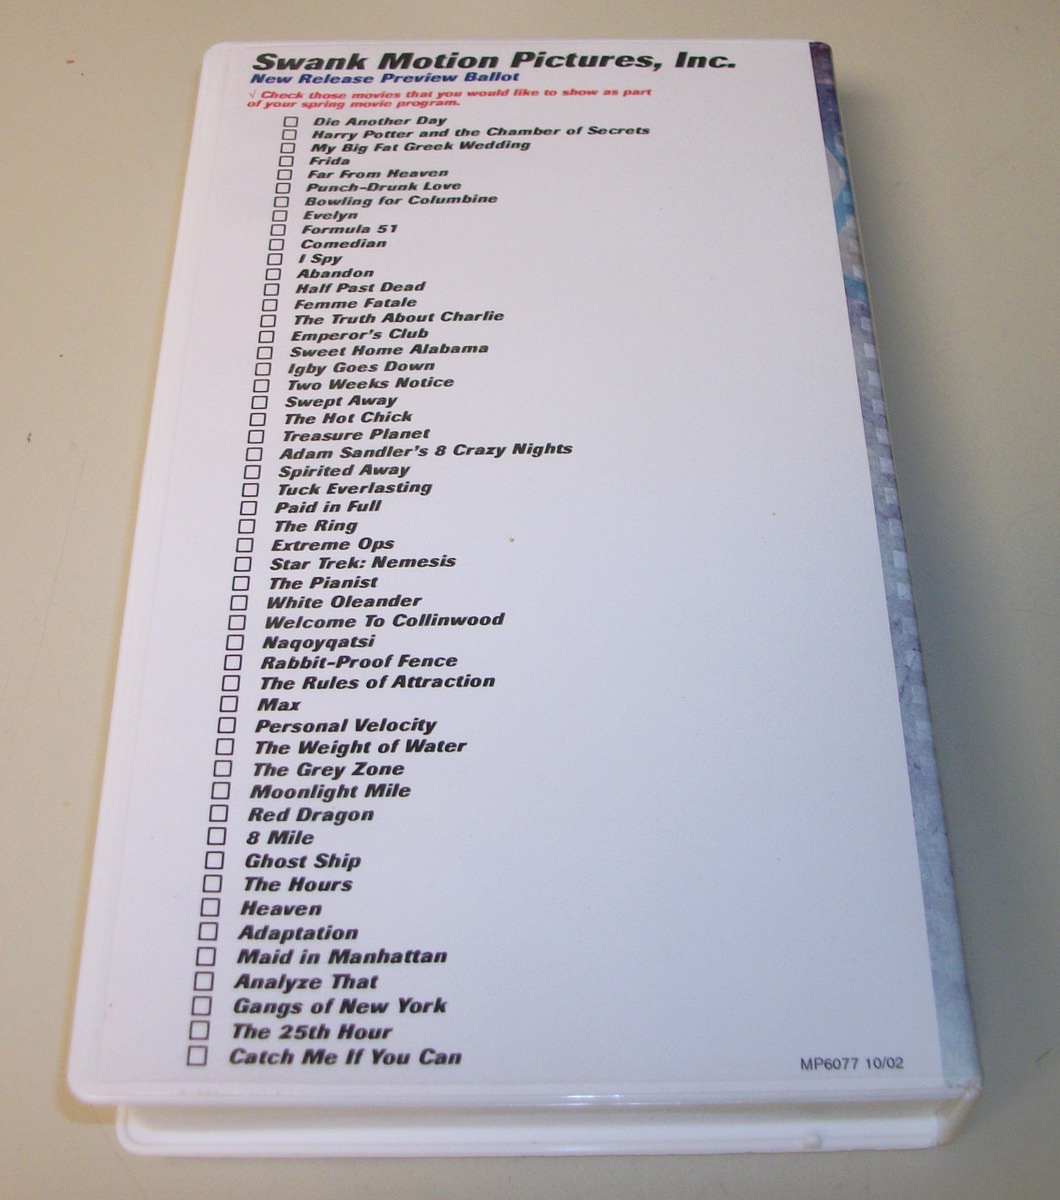 Swank Motion Pictures, Inc.
New Release Preview Ballot
√ Check those movies that you would like to show as part
of your spring movie program.
Die Another Day
Harry Potter and the Chamber of Secrets
My Big Fat Greek Wedding
Frida
Far From Heaven
Punch-Drunk Love
Bowling for Columbine
Evelyn
Formula 51
Comedian
I Spy
Abandon
Half Past Dead
Femme Fatale
The Truth About Charlie
Emperor's Club
Sweet Home Alabama
Igby Goes Down
Two Weeks Notice
Swept Away
The Hot Chick
Treasure Planet
Adam Sandler's 8 Crazy Nights
Spirited Away
Tuck Everlasting
Paid in Full
The Ring
Extreme Ops
Star Trek: Nemesis
The Pianist
White Oleander
Welcome To Collinwood
Naqoyqatsi
Rabbit-Proof Fence
The Rules of Attraction
Max
Personal Velocity
The Weight of Water
The Grey Zone
Moonlight Mile
Red Dragon
8 Mile
Ghost Ship
The Hours
Heaven
Adaptation
Maid in Manhattan
Analyze That
Gangs of New York
The 25th Hour
Catch Me If You Can
MP6077 10/02